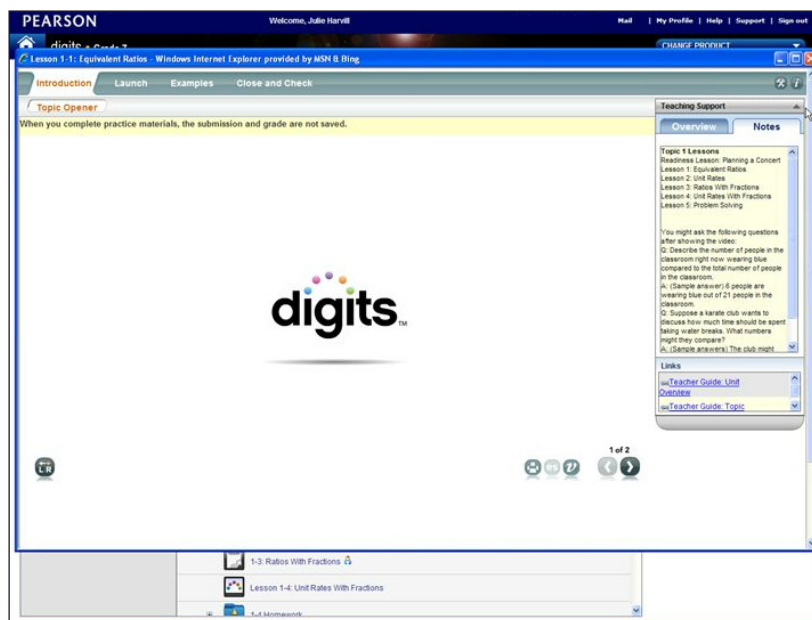 PEARSON
Welcome, Julie Harvill
Mail | My Profile | Help | Support | Sign out
digits • Grade 7
CHANGE PRODUCT
Lesson 1-1: Equivalent Ratios - Windows Internet Explorer provided by MSN & Bing
Introduction Launch Examples Close and Check
Topic Opener
When you complete practice materials, the submission and grade are not saved.
Teaching Support
Overview Notes
Topic 1 Lessons
Readiness Lesson: Planning a Concert
Lesson 1: Equivalent Ratios
Lesson 2: Unit Rates
Lesson 3: Ratios With Fractions
Lesson 4: Unit Rates With Fractions
Lesson 5: Problem Solving
You might ask the following questions
after showing the video:
Q: Describe the number of people in the
classroom right now wearing blue
compared to the total number of people
in the classroom.
A: (Sample answer) 6 people are
wearing blue out of 21 people in the
classroom.
Q: Suppose a karate club wants to
discuss how much time should be spent
taking water breaks. What numbers
might they compare?
A: (Sample answers) The club might
digits™
Links
Teacher Guide: Unit
Overview
Teacher Guide: Topic
1 of 2
LR
1-3: Ratios With Fractions
Lesson 1-4: Unit Rates With Fractions
1-4 Homework